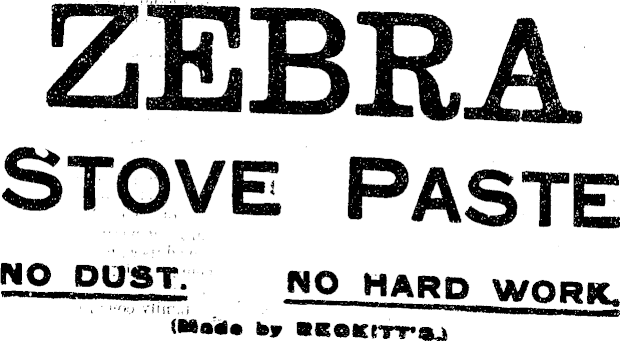 ZEBRA
STOVE PASTE
NO DUST. NO HARD WORK.
(Made by RECKITT'S.)